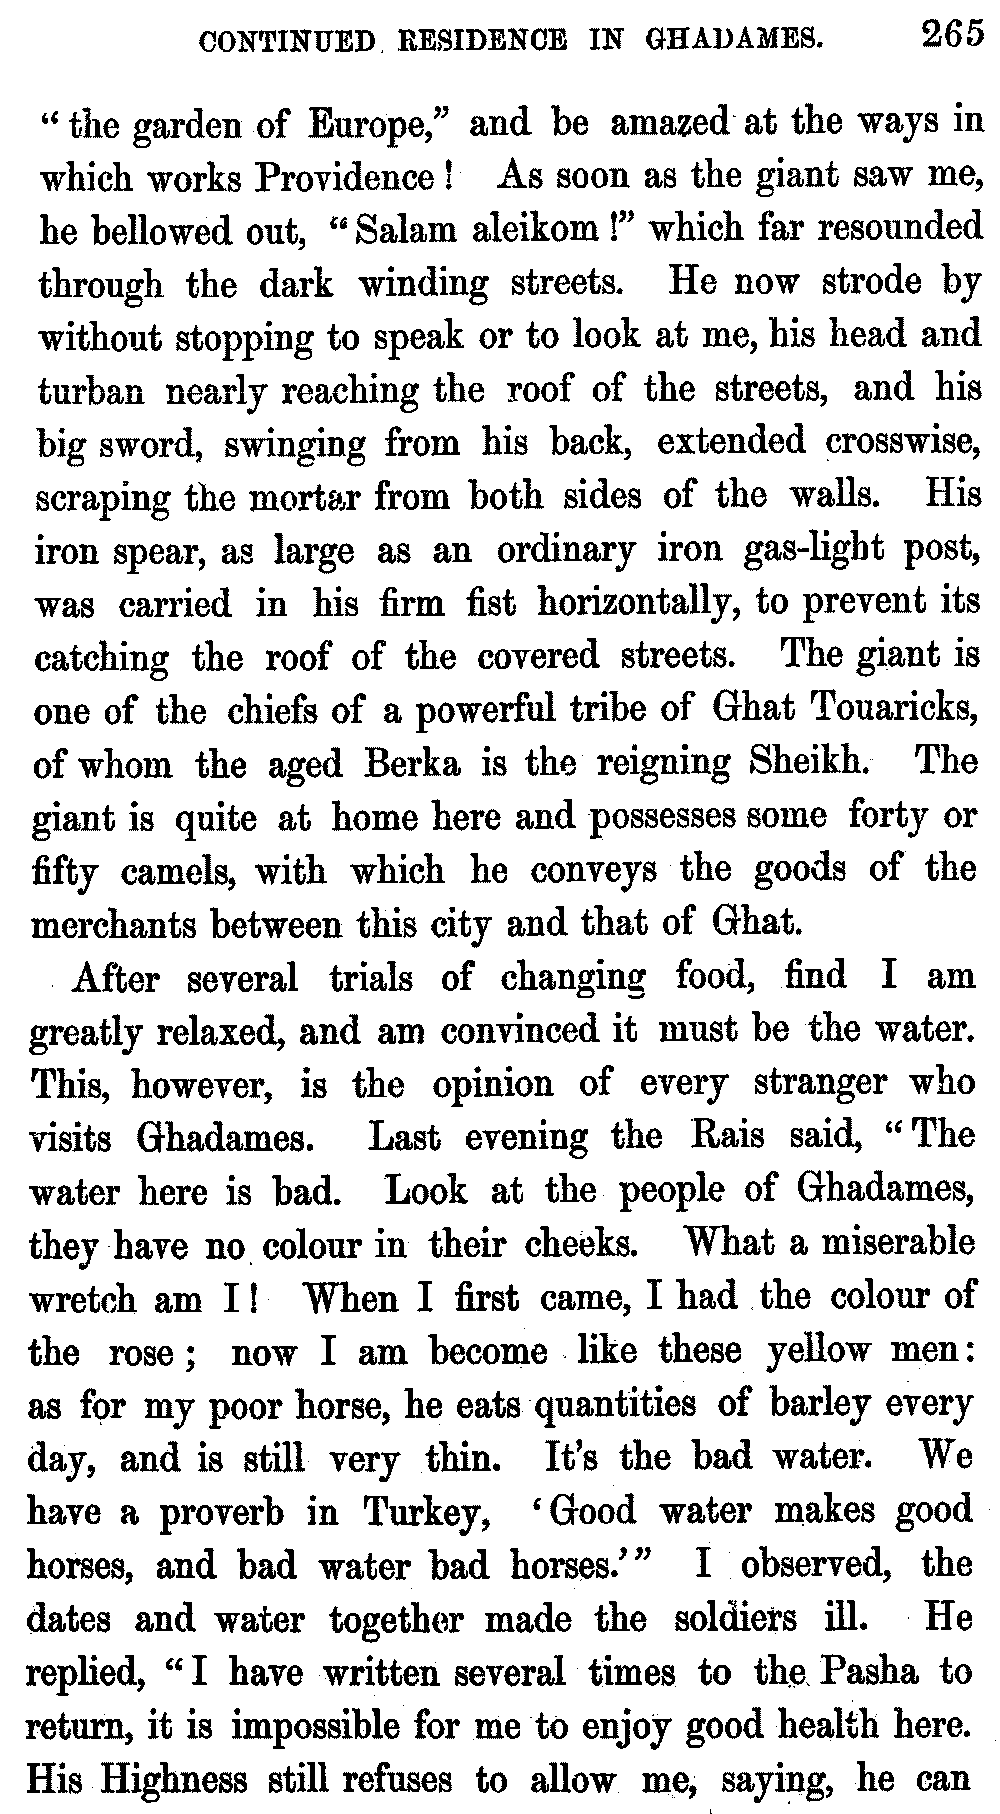 CONTINUED RESIDENCE IN GHADAMES. 265
“ the garden of Europe,” and be amazed at the ways in
which works Providence ! As soon as the giant saw me,
he bellowed out, “Salam aleikom !” which far resounded
through the dark winding streets. He now strode by
without stopping to speak or to look at me, his head and
turban nearly reaching the roof of the streets, and his
big sword, swinging from his back, extended crosswise,
scraping the mortar from both sides of the walls. His
iron spear, as large as an ordinary iron gas-light post,
was carried in his firm fist horizontally, to prevent its
catching the roof of the covered streets. The giant is
one of the chiefs of a powerful tribe of Ghat Touaricks,
of whom the aged Berka is the reigning Sheikh. The
giant is quite at home here and possesses some forty or
fifty camels, with which he conveys the goods of the
merchants between this city and that of Ghat.
After several trials of changing food, find I am
greatly relaxed, and am convinced it must be the water.
This, however, is the opinion of every stranger who
visits Ghadames. Last evening the Rais said, “ The
water here is bad. Look at the people of Ghadames,
they have no colour in their cheeks. What a miserable
wretch am I ! When I first came, I had the colour of
the rose ; now I am become like these yellow men:
as for my poor horse, he eats quantities of barley every
day, and is still very thin. It’s the bad water. We
have a proverb in Turkey, ‘ Good water makes good
horses, and bad water bad horses.’ ” I observed, the
dates and water together made the soldiers ill. He
replied, “ I have written several times to the Pasha to
return, it is impossible for me to enjoy good health here.
His Highness still refuses to allow me, saying, he can